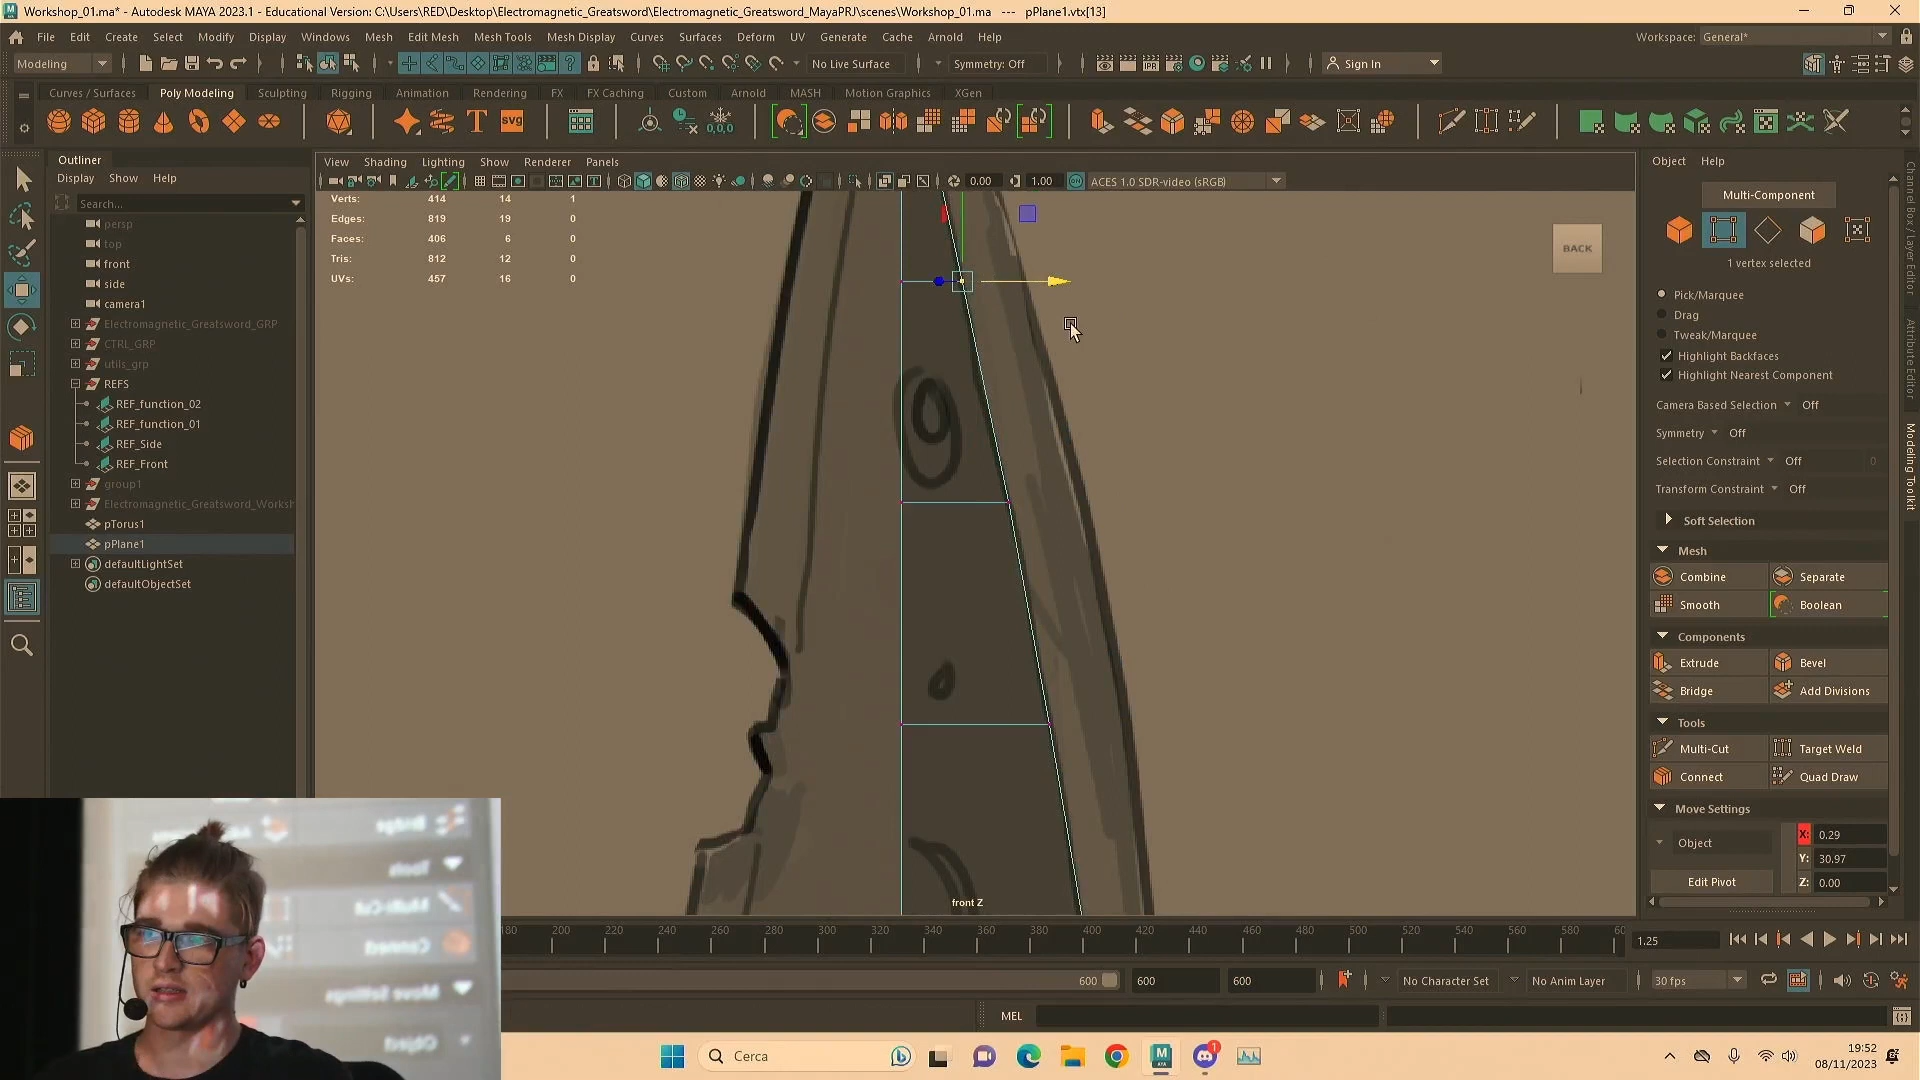 Workshop_01.ma* - Autodesk MAYA 2023.1 - Educational Version: C:\Users\RED\Desktop\Electromagnetic_Greatsword\Electromagnetic_Greatsword_MayaPRJ\scenes\Workshop_01.ma --- pPlane1.vtx[13]
File Edit Create Select Modify Display Windows Mesh Edit Mesh Mesh Tools Mesh Display Curves Surfaces Deform UV Generate Cache Arnold Help
Workspace: General*
Modeling No Live Surface Symmetry: Off Sign In
Curves / Surfaces Poly Modeling Sculpting Rigging Animation Rendering FX FX Caching Custom Arnold MASH Motion Graphics XGen
Outliner
Display Show Help
Search...
persp
top
front
side
camera1
Electromagnetic_Greatsword_GRP
CTRL_GRP
utils_grp
REFS
REF_function_02
REF_function_01
REF_Side
REF_Front
group1
Electromagnetic_Greatsword_Worksh
pTorus1
pPlane1
defaultLightSet
defaultObjectSet
View Shading Lighting Show Renderer Panels
0.00 1.00 ACES 1.0 SDR-video (sRGB)
Verts: 414 14 1
Edges: 819 19 0
Faces: 406 6 0
Tris: 812 12 0
UVs: 457 16 0
BACK
front Z
Object Help
Multi-Component
1 vertex selected
Pick/Marquee
Drag
Tweak/Marquee
Highlight Backfaces
Highlight Nearest Component
Camera Based Selection Off
Symmetry Off
Selection Constraint Off 0
Transform Constraint Off
Soft Selection
Mesh
Combine Separate
Smooth Boolean
Components
Extrude Bevel
Bridge Add Divisions
Tools
Multi-Cut Target Weld
Connect Quad Draw
Move Settings
Object X: 0.29
Y: 30.97
Edit Pivot Z: 0.00
Channel Box / Layer Editor
Attribute Editor
Modeling Toolkit
180 200 220 240 260 280 300 320 340 360 380 400 420 440 460 480 500 520 540 560 580 60
1.25
600 600 600 No Character Set No Anim Layer 30 fps
MEL
Cerca
1
19:52
08/11/2023